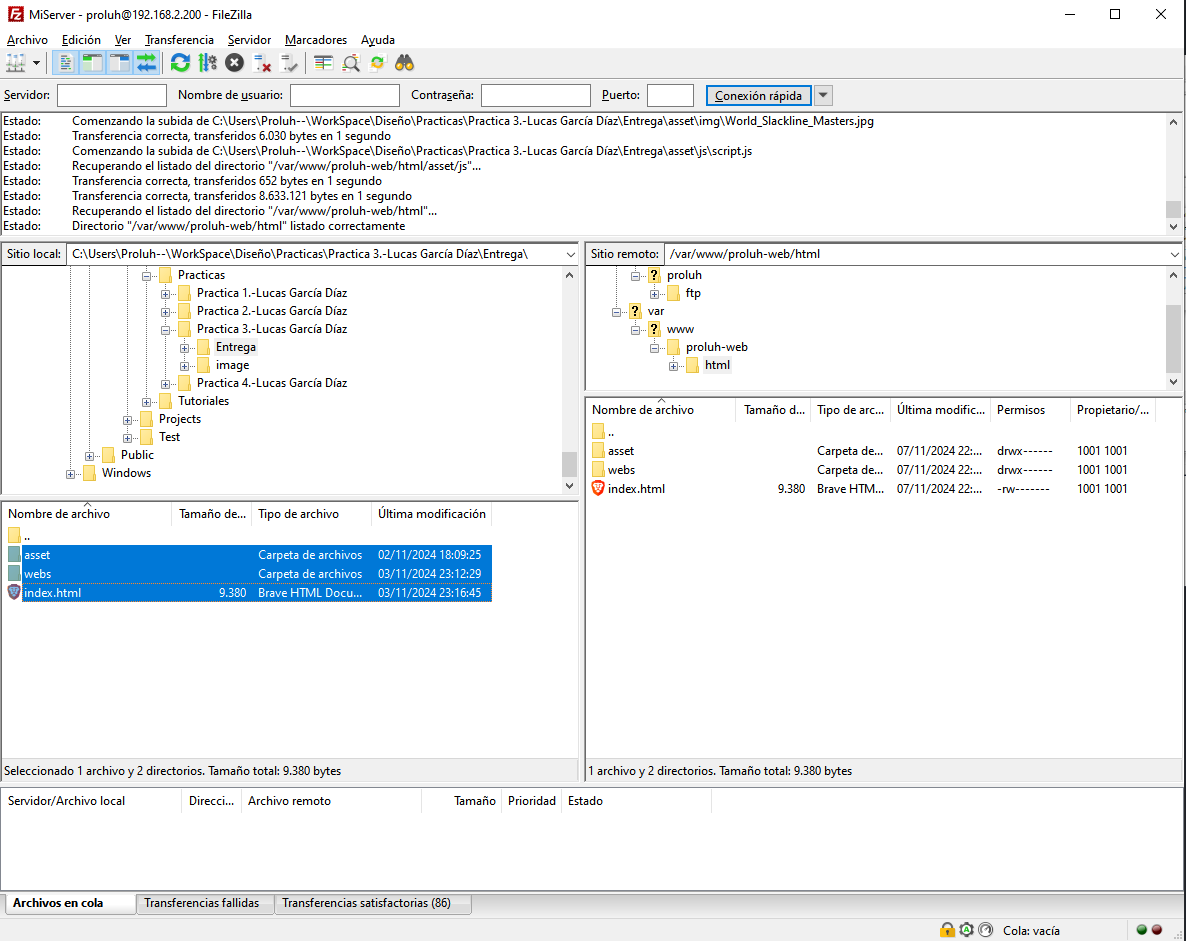 MiServer - proluh@192.168.2.200 - FileZilla
Archivo Edición Ver Transferencia Servidor Marcadores Ayuda
Servidor: Nombre de usuario: Contraseña: Puerto: Conexión rápida
Estado: Comenzando la subida de C:\Users\Proluh--\WorkSpace\Diseño\Practicas\Practica 3.-Lucas García Díaz\Entrega\asset\img\World_Slackline_Masters.jpg
Estado: Transferencia correcta, transferidos 6.030 bytes en 1 segundo
Estado: Comenzando la subida de C:\Users\Proluh--\WorkSpace\Diseño\Practicas\Practica 3.-Lucas García Díaz\Entrega\asset\js\script.js
Estado: Recuperando el listado del directorio "/var/www/proluh-web/html/asset/js"...
Estado: Transferencia correcta, transferidos 652 bytes en 1 segundo
Estado: Transferencia correcta, transferidos 8.633.121 bytes en 1 segundo
Estado: Recuperando el listado del directorio "/var/www/proluh-web/html"...
Estado: Directorio "/var/www/proluh-web/html" listado correctamente
Sitio local: C:\Users\Proluh--\WorkSpace\Diseño\Practicas\Practica 3.-Lucas García Díaz\Entrega\
Practicas
Practica 1.-Lucas García Díaz
Practica 2.-Lucas García Díaz
Practica 3.-Lucas García Díaz
Entrega
image
Practica 4.-Lucas García Díaz
Tutoriales
Projects
Test
Public
Windows
Nombre de archivo Tamaño de... Tipo de archivo Última modificación
..
asset Carpeta de archivos 02/11/2024 18:09:25
webs Carpeta de archivos 03/11/2024 23:12:29
index.html 9.380 Brave HTML Docu... 03/11/2024 23:16:45
Seleccionado 1 archivo y 2 directorios. Tamaño total: 9.380 bytes
Sitio remoto: /var/www/proluh-web/html
? proluh
ftp
? var
? www
proluh-web
html
Nombre de archivo Tamaño d... Tipo de arc... Última modific... Permisos Propietario/...
..
asset Carpeta de... 07/11/2024 22:... drwx------ 1001 1001
webs Carpeta de... 07/11/2024 22:... drwx------ 1001 1001
index.html 9.380 Brave HTM... 07/11/2024 22:... -rw------- 1001 1001
1 archivo y 2 directorios. Tamaño total: 9.380 bytes
Servidor/Archivo local Direcci... Archivo remoto Tamaño Prioridad Estado
Archivos en cola Transferencias fallidas Transferencias satisfactorias (86)
Cola: vacía